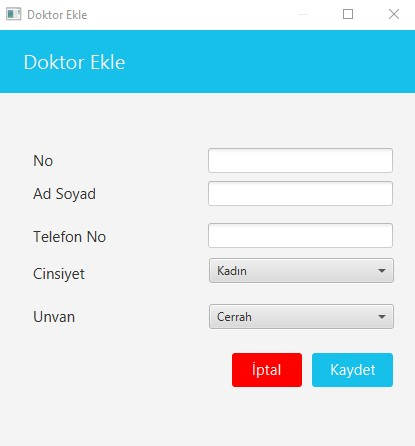 Doktor Ekle
Doktor Ekle
No
Ad Soyad
Telefon No
Cinsiyet Kadın
Unvan Cerrah
İptal Kaydet